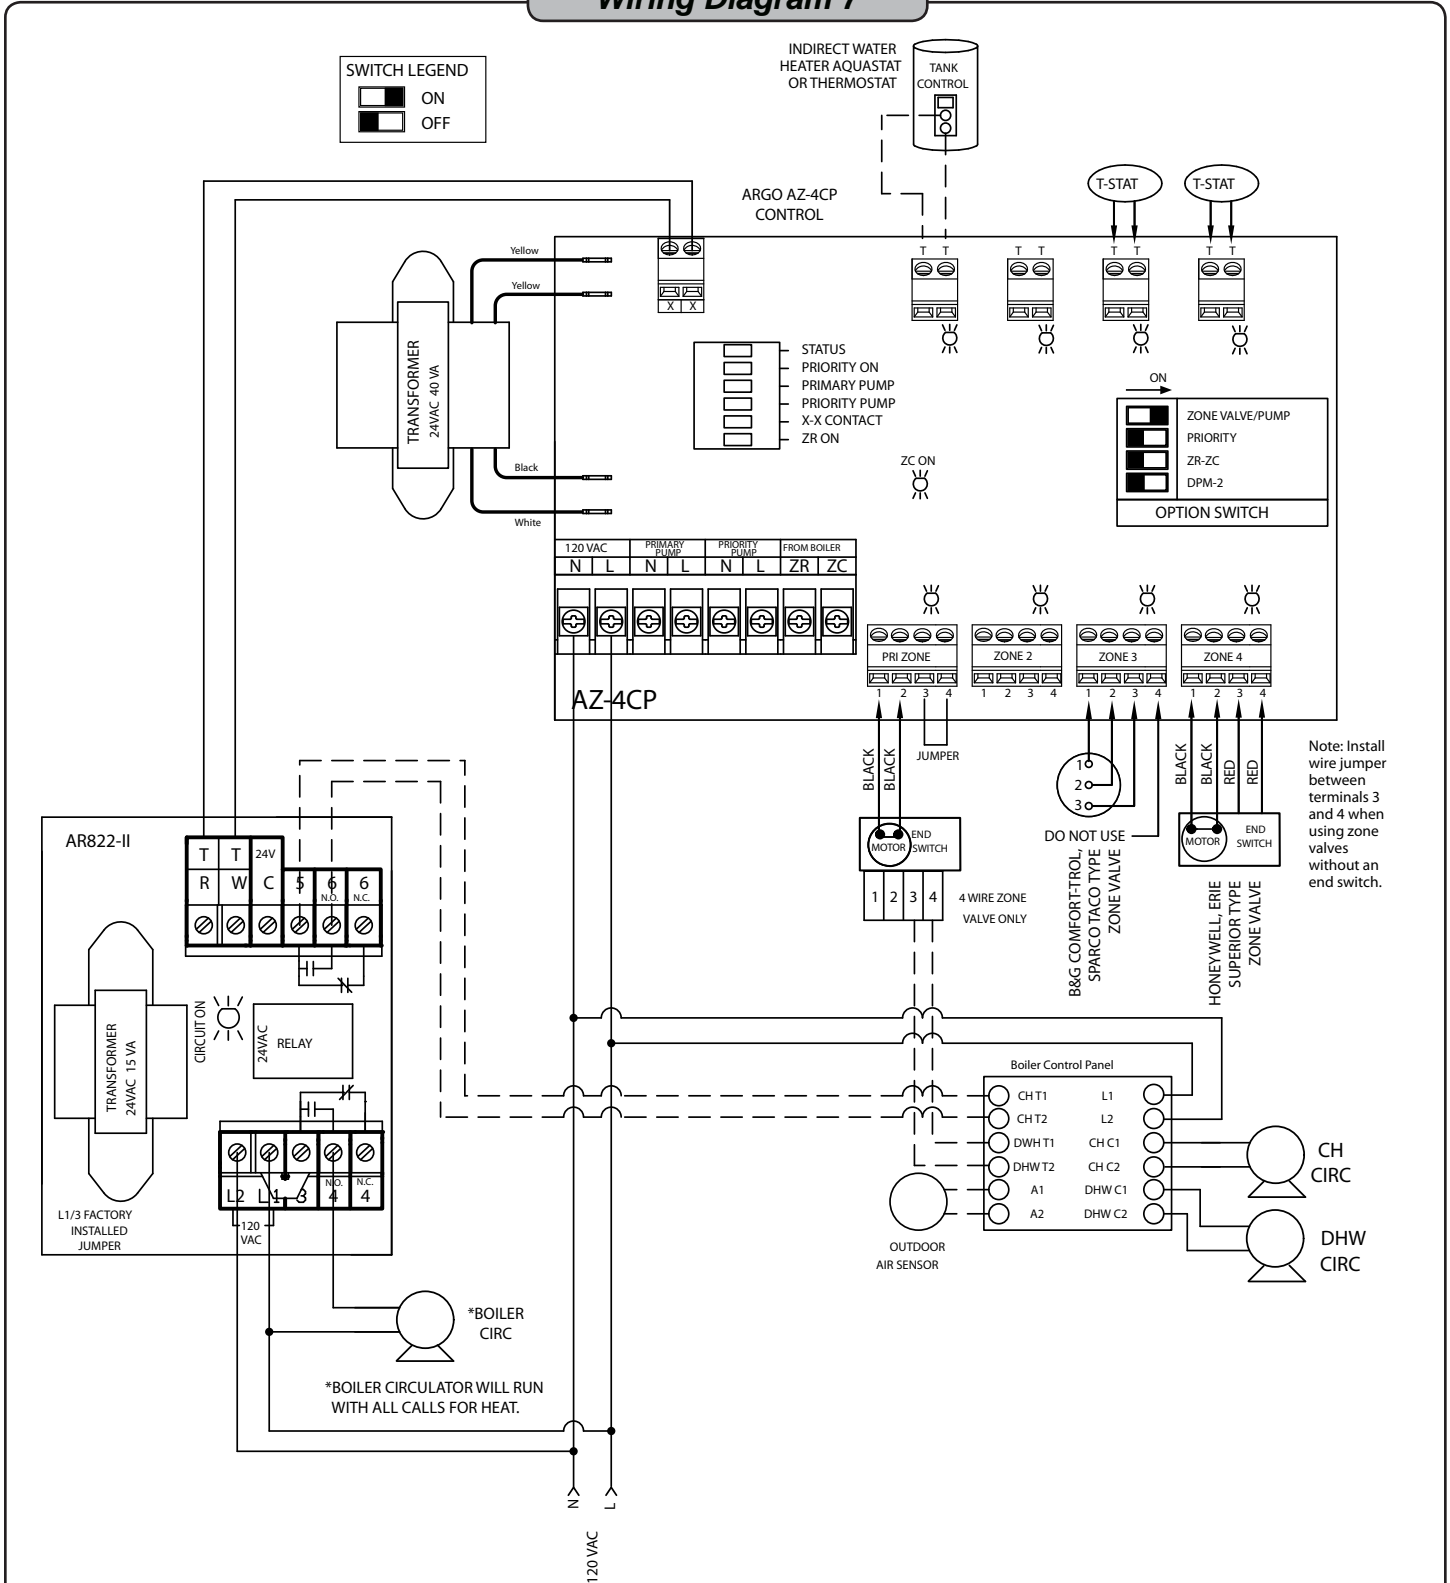 Wiring Diagram 7
SWITCH LEGEND
ON
OFF
INDIRECT WATER
HEATER AQUASTAT
OR THERMOSTAT
TANK
CONTROL
ARGO AZ-4CP
CONTROL
T-STAT
T-STAT
T T
T T
T T
T T
Yellow
Yellow
X X
TRANSFORMER
24VAC 40 VA
Black
White
STATUS
PRIORITY ON
PRIMARY PUMP
PRIORITY PUMP
X-X CONTACT
ZR ON
ZC ON
ON
ZONE VALVE/PUMP
PRIORITY
ZR-ZC
DPM-2
OPTION SWITCH
120 VAC
PRIMARY
PUMP
PRIORITY
PUMP
FROM BOILER
N L N L N L ZR ZC
AZ-4CP
PRI ZONE
1 2 3 4
ZONE 2
1 2 3 4
ZONE 3
1 2 3 4
ZONE 4
1 2 3 4
JUMPER
BLACK
BLACK
MOTOR
END
SWITCH
1 2 3 4
4 WIRE ZONE
VALVE ONLY
1
2
3
DO NOT USE
B&G COMFORT-TROL,
SPARCO TACO TYPE
ZONE VALVE
BLACK
BLACK
RED
RED
MOTOR
END
SWITCH
HONEYWELL, ERIE
SUPERIOR TYPE
ZONE VALVE
Note: Install
wire jumper
between
terminals 3
and 4 when
using zone
valves
without an
end switch.
AR822-II
T T 24V
R W C 5 6 6
N.O. N.C.
TRANSFORMER
24VAC 15 VA
CIRCUIT ON
24VAC
RELAY
N.O. N.C.
L2 L1 3 4 4
120
VAC
L1/3 FACTORY
INSTALLED
JUMPER
*BOILER
CIRC
*BOILER CIRCULATOR WILL RUN
WITH ALL CALLS FOR HEAT.
Boiler Control Panel
CH T1 L1
CH T2 L2
DWH T1 CH C1
DHW T2 CH C2
A1 DHW C1
A2 DHW C2
OUTDOOR
AIR SENSOR
CH
CIRC
DHW
CIRC
N
L
120 VAC